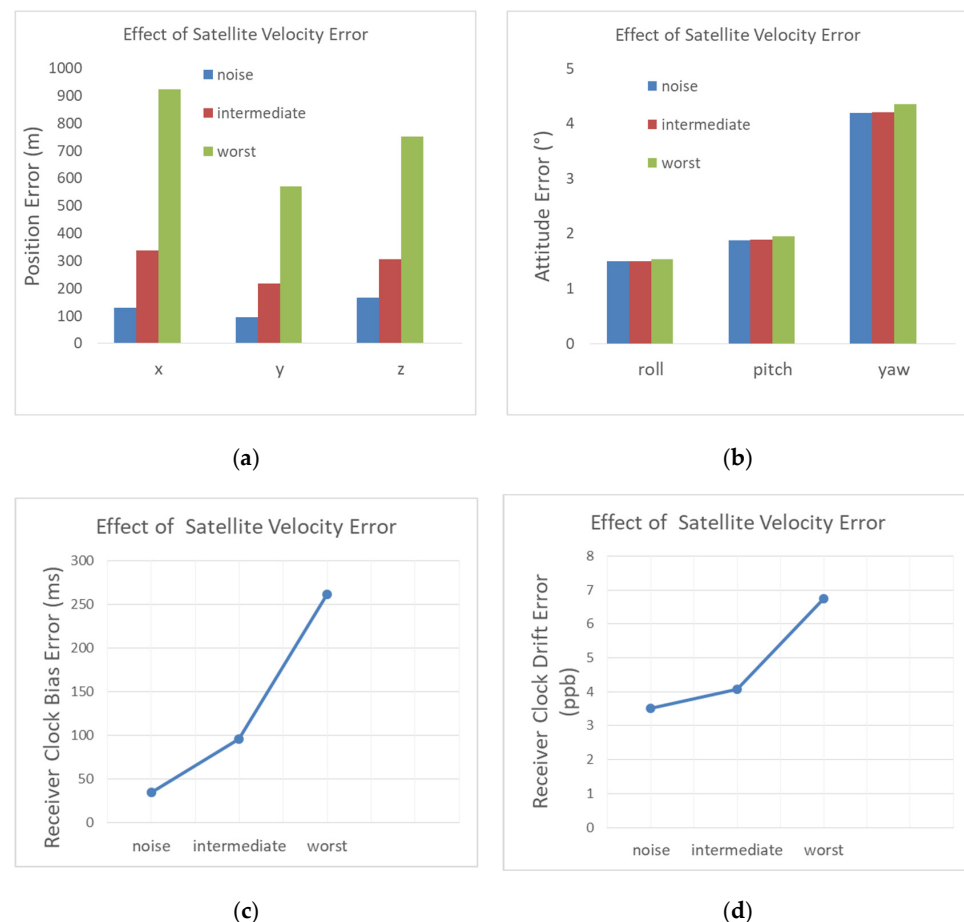 Effect of Satellite Velocity Error
Position Error (m)
1000
900
800
700
600
500
400
300
200
100
0
noise
intermediate
worst
x
y
z
(a)
Effect of Satellite Velocity Error
Attitude Error (°)
5
4
3
2
1
0
noise
intermediate
worst
roll
pitch
yaw
(b)
Effect of  Satellite Velocity Error
Receiver Clock Bias Error (ms)
300
250
200
150
100
50
0
noise
intermediate
worst
(c)
Effect of  Satellite Velocity Error
Receiver Clock Drift Error
(ppb)
8
7
6
5
4
3
2
1
0
noise
intermediate
worst
(d)